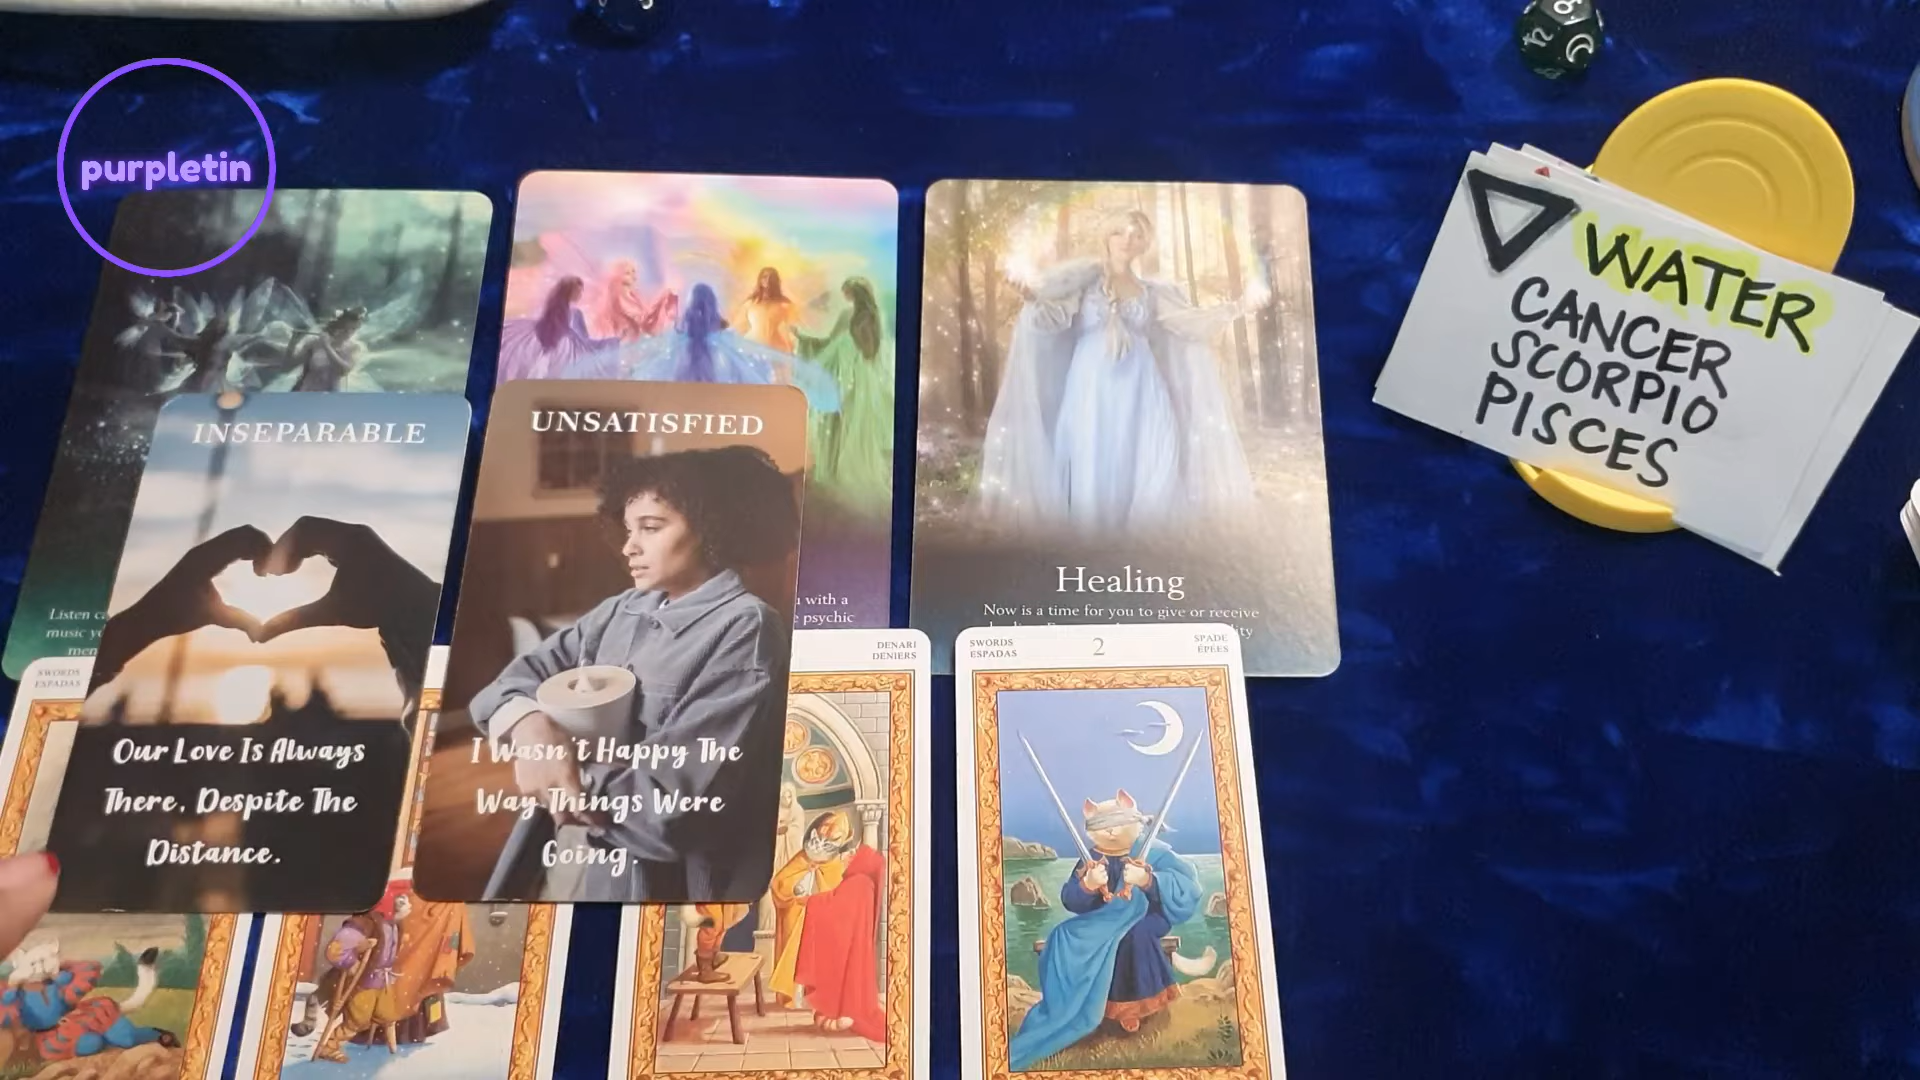 purpletin
WATER
CANCER
SCORPIO
PISCES
INSEPARABLE
Our Love Is Always
There, Despite The
Distance.
UNSATISFIED
I Wasn't Happy The
Way Things Were
Going.
Listen
music
with a
psychic
Healing
Now is a time for you to give or receive
SWORDS
ESPADAS
DENARI
DENIERS
SWORDS
ESPADAS
2
SPADE
ÉPÉES